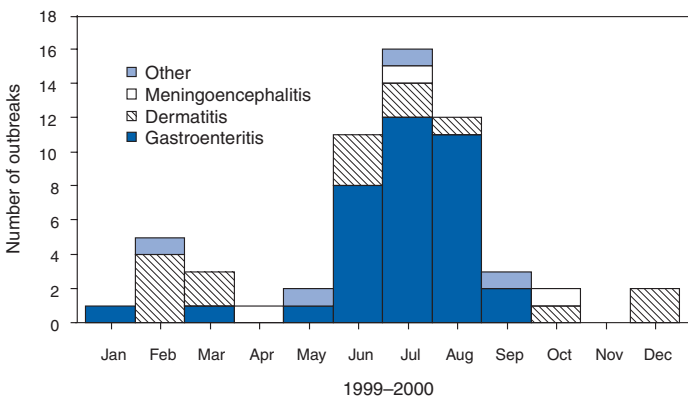 18
16
14
12
10
8
6
4
2
0
Number of outbreaks
Other
Meningoencephalitis
Dermatitis
Gastroenteritis
Jan Feb Mar Apr May Jun Jul Aug Sep Oct Nov Dec
1999–2000